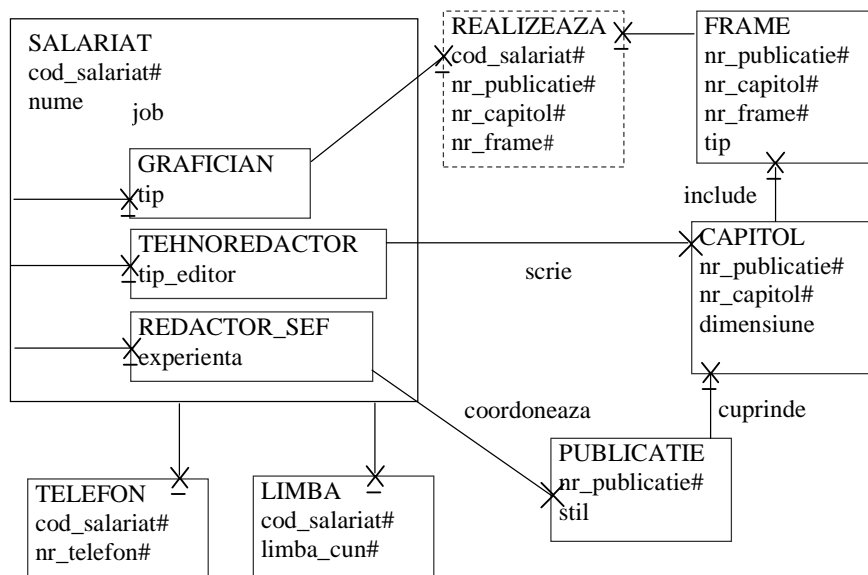 SALARIAT
cod_salariat#
nume
job
GRAFICIAN
tip
TEHNOREDACTOR
tip_editor
REDACTOR_SEF
experienta
REALIZEAZA
cod_salariat#
nr_publicatie#
nr_capitol#
nr_frame#
FRAME
nr_publicatie#
nr_capitol#
nr_frame#
tip
include
scrie
CAPITOL
nr_publicatie#
nr_capitol#
dimensiune
coordoneaza
cuprinde
TELEFON
cod_salariat#
nr_telefon#
LIMBA
cod_salariat#
limba_cun#
PUBLICATIE
nr_publicatie#
stil